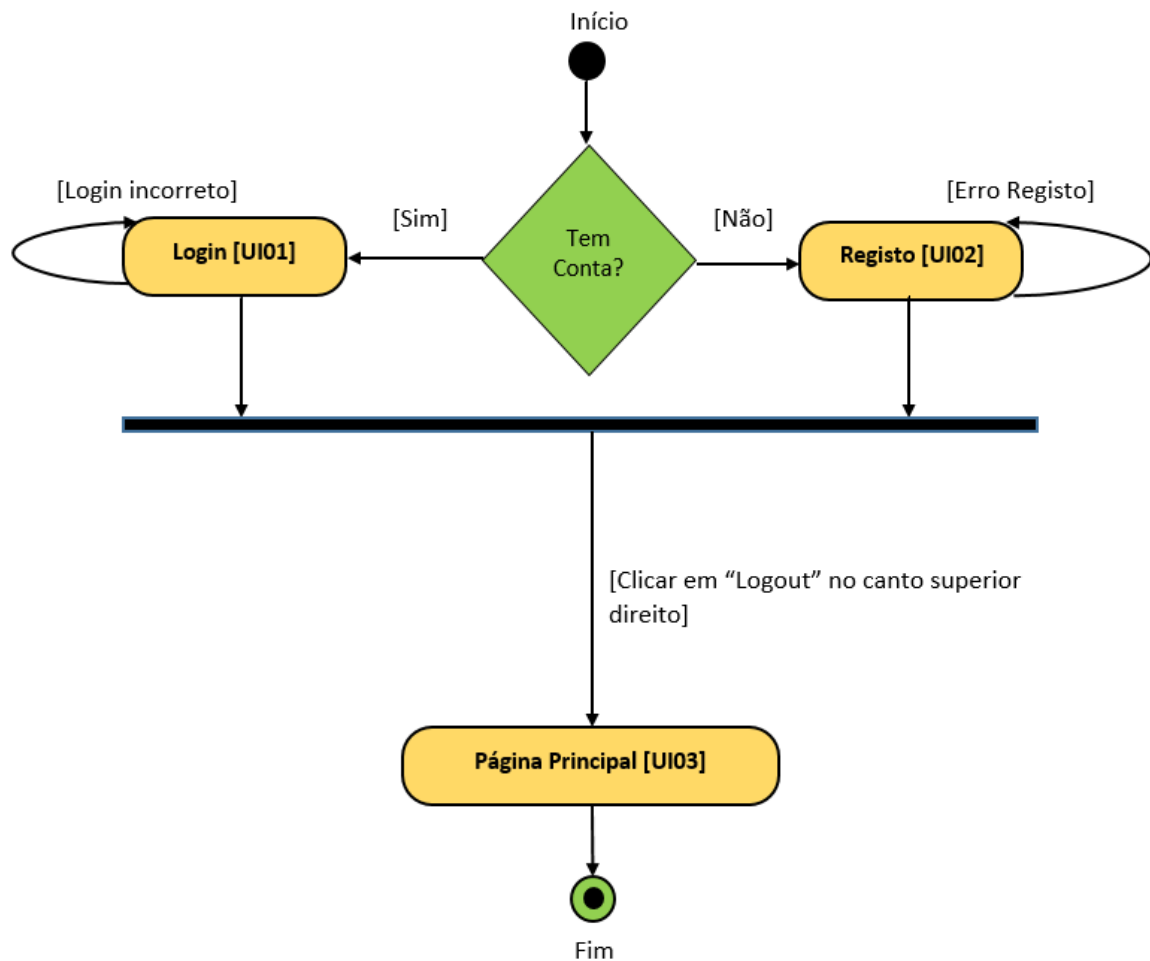 Início
[Login incorreto]
[Erro Registo]
[Sim]
[Não]
Login [UI01]
Tem
Conta?
Registo [UI02]
[Clicar em “Logout” no canto superior
direito]
Página Principal [UI03]
Fim